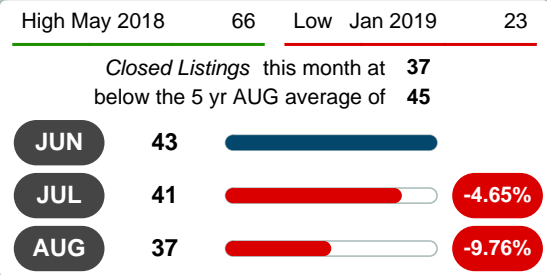 High May 2018 66 Low Jan 2019 23
Closed Listings this month at 37
below the 5 yr AUG average of 45
JUN 43
JUL 41 -4.65%
AUG 37 -9.76%